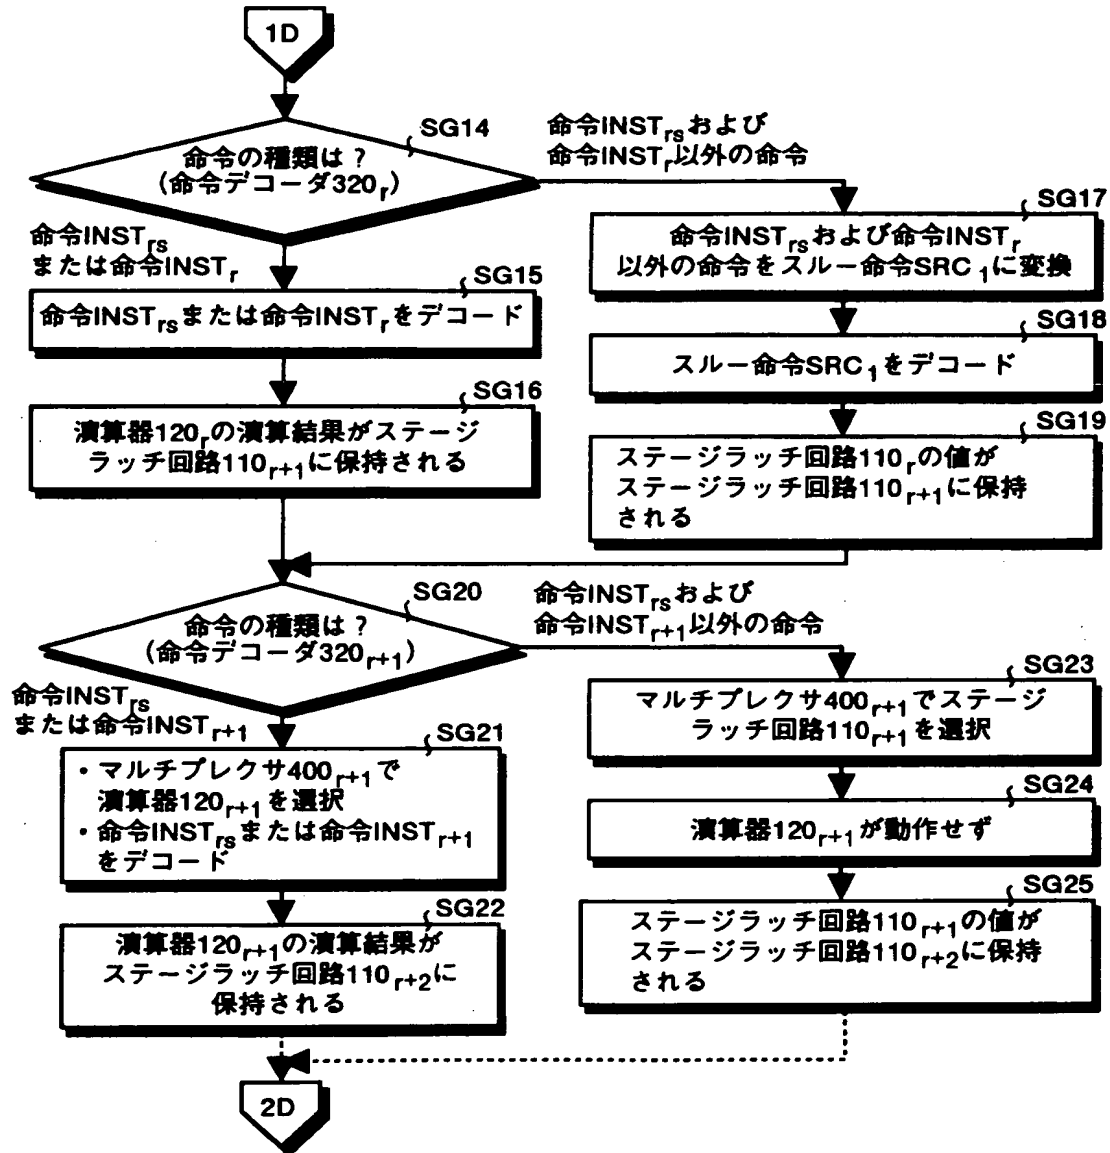 1D
SG14
命令の種類は？
(命令デコーダ320r)
命令INSTrsおよび
命令INSTr以外の命令
命令INSTrs
または命令INSTr
SG15
命令INSTrsまたは命令INSTrをデコード
SG16
演算器120rの演算結果がステージ
ラッチ回路110r+1に保持される
SG17
命令INSTrsおよび命令INSTr
以外の命令をスルー命令SRC1に変換
SG18
スルー命令SRC1をデコード
SG19
ステージラッチ回路110rの値が
ステージラッチ回路110r+1に保持
される
SG20
命令の種類は？
(命令デコーダ320r+1)
命令INSTrsおよび
命令INSTr+1以外の命令
命令INSTrs
または命令INSTr+1
SG21
・マルチプレクサ400r+1で
演算器120r+1を選択
・命令INSTrsまたは命令INSTr+1
をデコード
SG22
演算器120r+1の演算結果が
ステージラッチ回路110r+2に
保持される
SG23
マルチプレクサ400r+1でステージ
ラッチ回路110r+1を選択
SG24
演算器120r+1が動作せず
SG25
ステージラッチ回路110r+1の値が
ステージラッチ回路110r+2に保持
される
2D